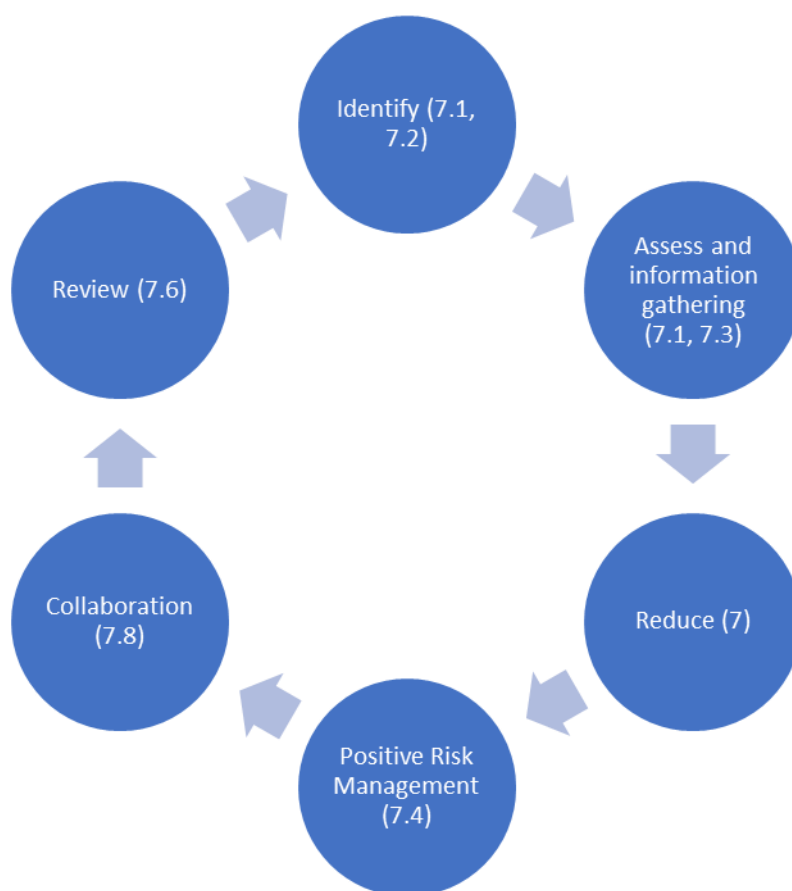 Identify (7.1,
7.2)
Assess and
information
gathering
(7.1, 7.3)
Reduce (7)
Positive Risk
Management
(7.4)
Collaboration
(7.8)
Review (7.6)